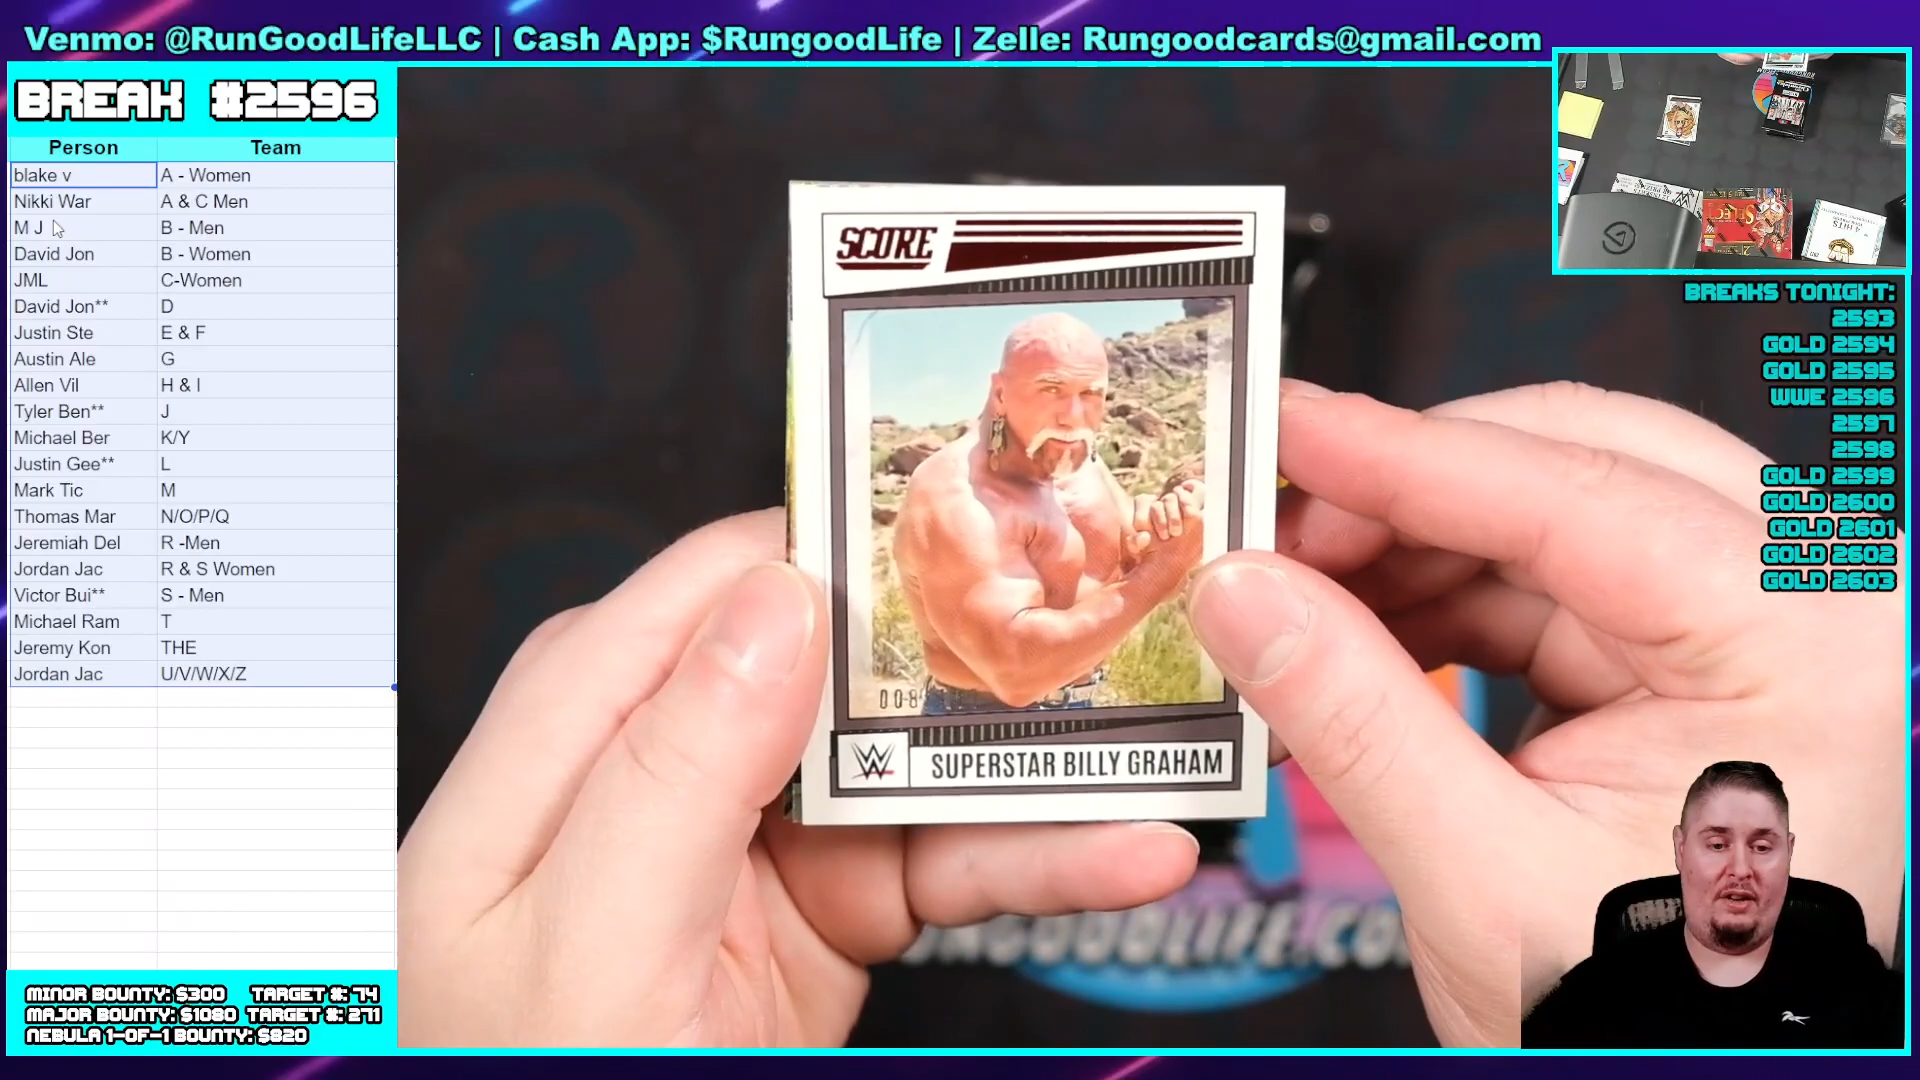 Venmo: @RunGoodLifeLLC | Cash App: $RungoodLife | Zelle: Rungoodcards@gmail.com
BREAK #2596
Person Team
blake v A - Women
Nikki War A & C Men
M J B - Men
David Jon B - Women
JML C-Women
David Jon** D
Justin Ste E & F
Austin Ale G
Allen Vil H & I
Tyler Ben** J
Michael Ber K/Y
Justin Gee** L
Mark Tic M
Thomas Mar N/O/P/Q
Jeremiah Del R -Men
Jordan Jac R & S Women
Victor Bui** S - Men
Michael Ram T
Jeremy Kon THE
Jordan Jac U/V/W/X/Z
MINOR BOUNTY: $300 TARGET #: 74
MAJOR BOUNTY: $1080 TARGET #: 271
NEBULA 1-OF-1 BOUNTY: $820
SCORE
SUPERSTAR BILLY GRAHAM
RUNGOODLIFE.CO
SELECT
4 HITS
BREAKS TONIGHT:
2593
GOLD 2594
GOLD 2595
WWE 2596
2597
2598
GOLD 2599
GOLD 2600
GOLD 2601
GOLD 2602
GOLD 2603